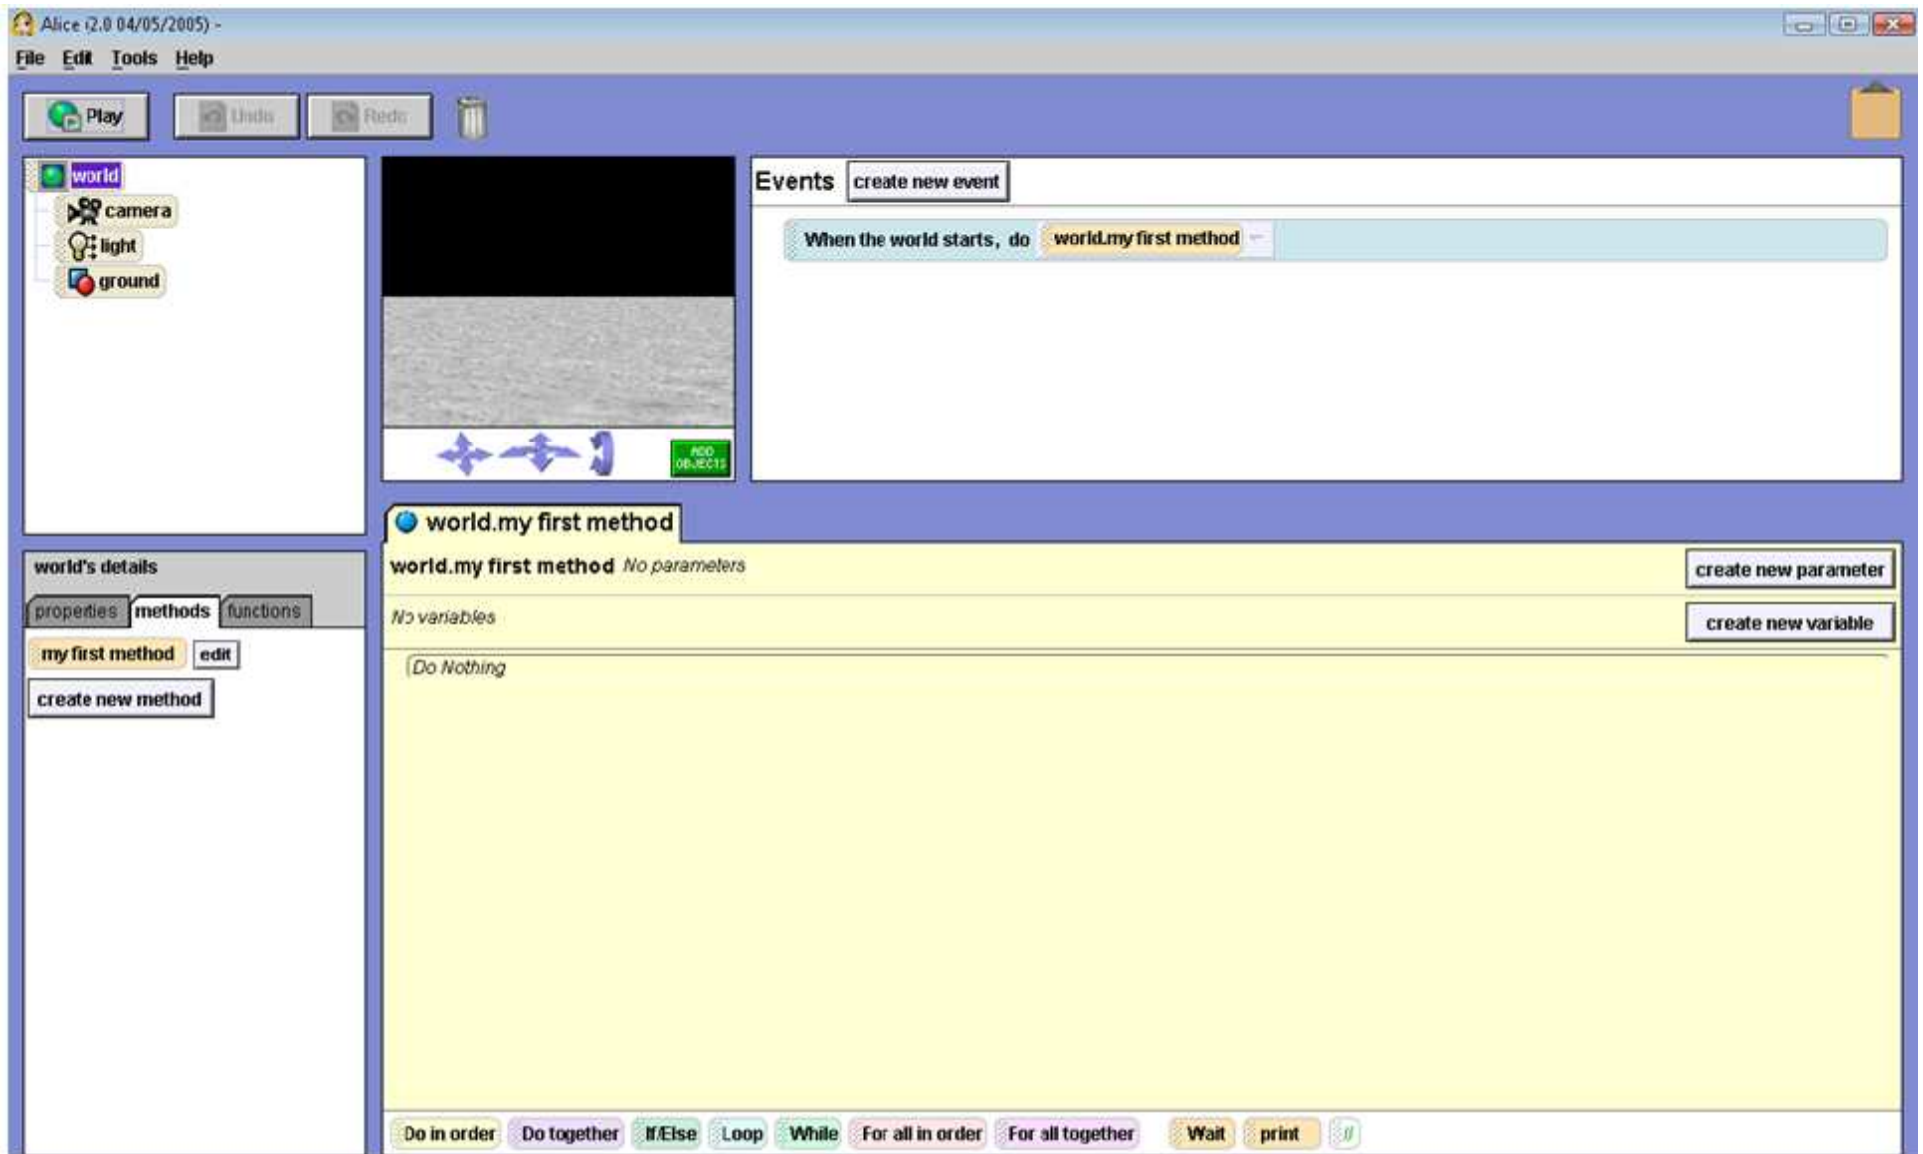 Alice (2.0 04/05/2005) -
File Edit Tools Help
Play Undo Redo
world
camera
light
ground
ADD
OBJECTS
Events create new event
When the world starts, do world.my first method
world's details
properties methods functions
my first method edit
create new method
world.my first method
world.my first method No parameters
create new parameter
No variables
create new variable
Do Nothing
Do in order Do together If/Else Loop While For all in order For all together Wait print //